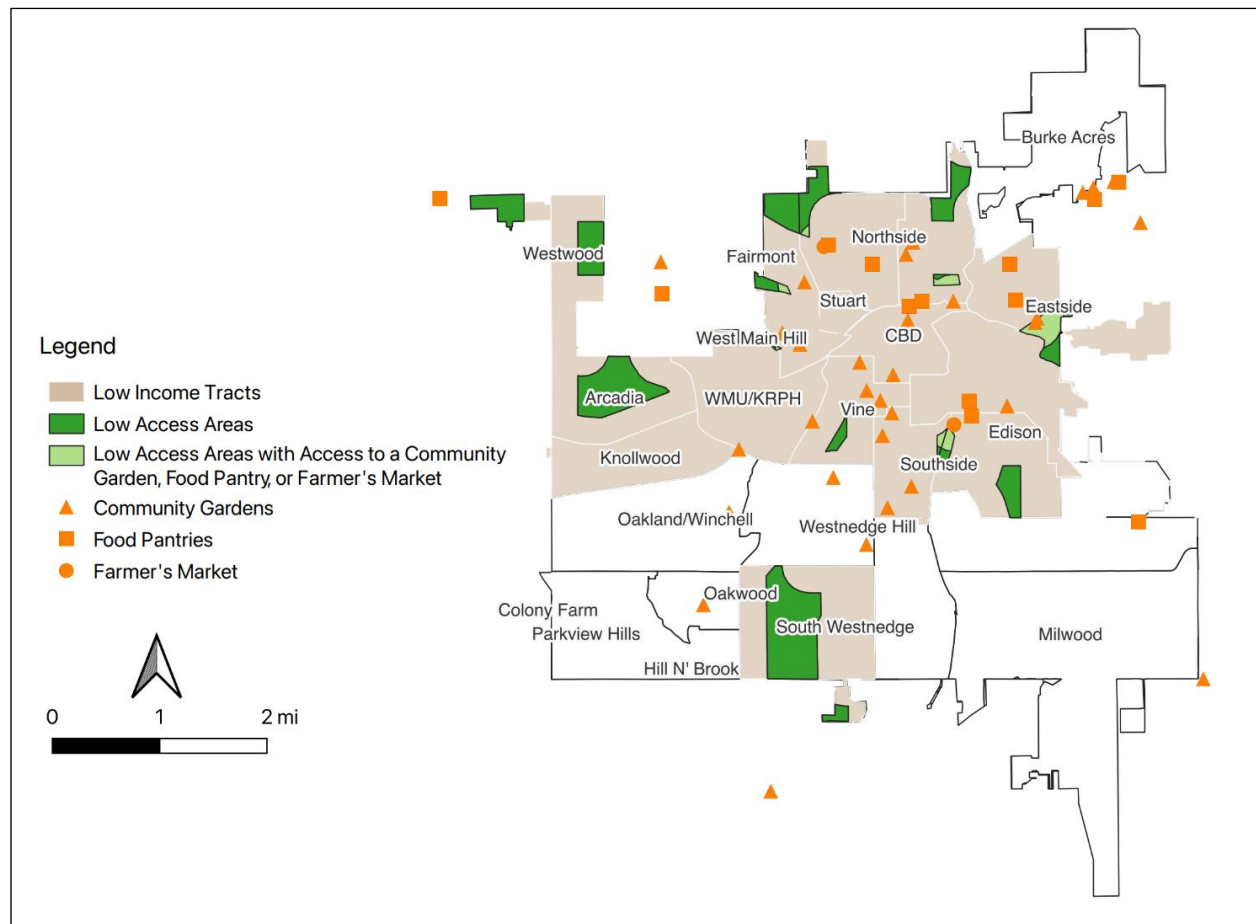 Burke Acres
Northside
Westwood
Fairmont
Stuart
Eastside
West Main Hill
CBD
Legend
Low Income Tracts
Low Access Areas
Low Access Areas with Access to a Community
Garden, Food Pantry, or Farmer's Market
Community Gardens
Food Pantries
Farmer's Market
Arcadia
WMU/KRPH
Vine
Edison
Knollwood
Southside
Oakland/Winchell
Westnedge Hill
Oakwood
Colony Farm
Parkview Hills
South Westnedge
Milwood
Hill N' Brook
0 1 2 mi